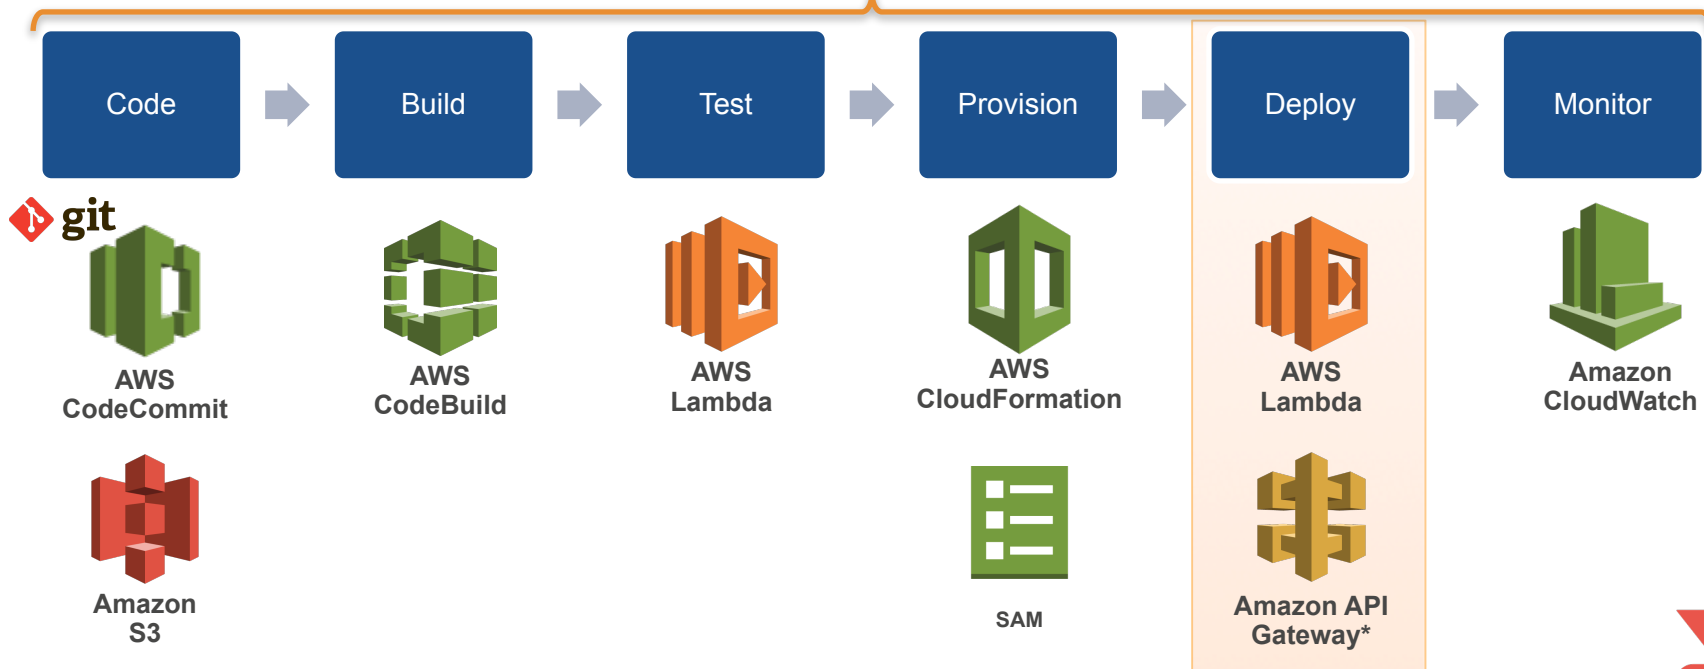 Code
Build
Test
Provision
Deploy
Monitor
git
AWS
CodeCommit
AWS
CodeBuild
AWS
Lambda
AWS
CloudFormation
AWS
Lambda
Amazon
CloudWatch
Amazon
S3
SAM
Amazon API
Gateway*